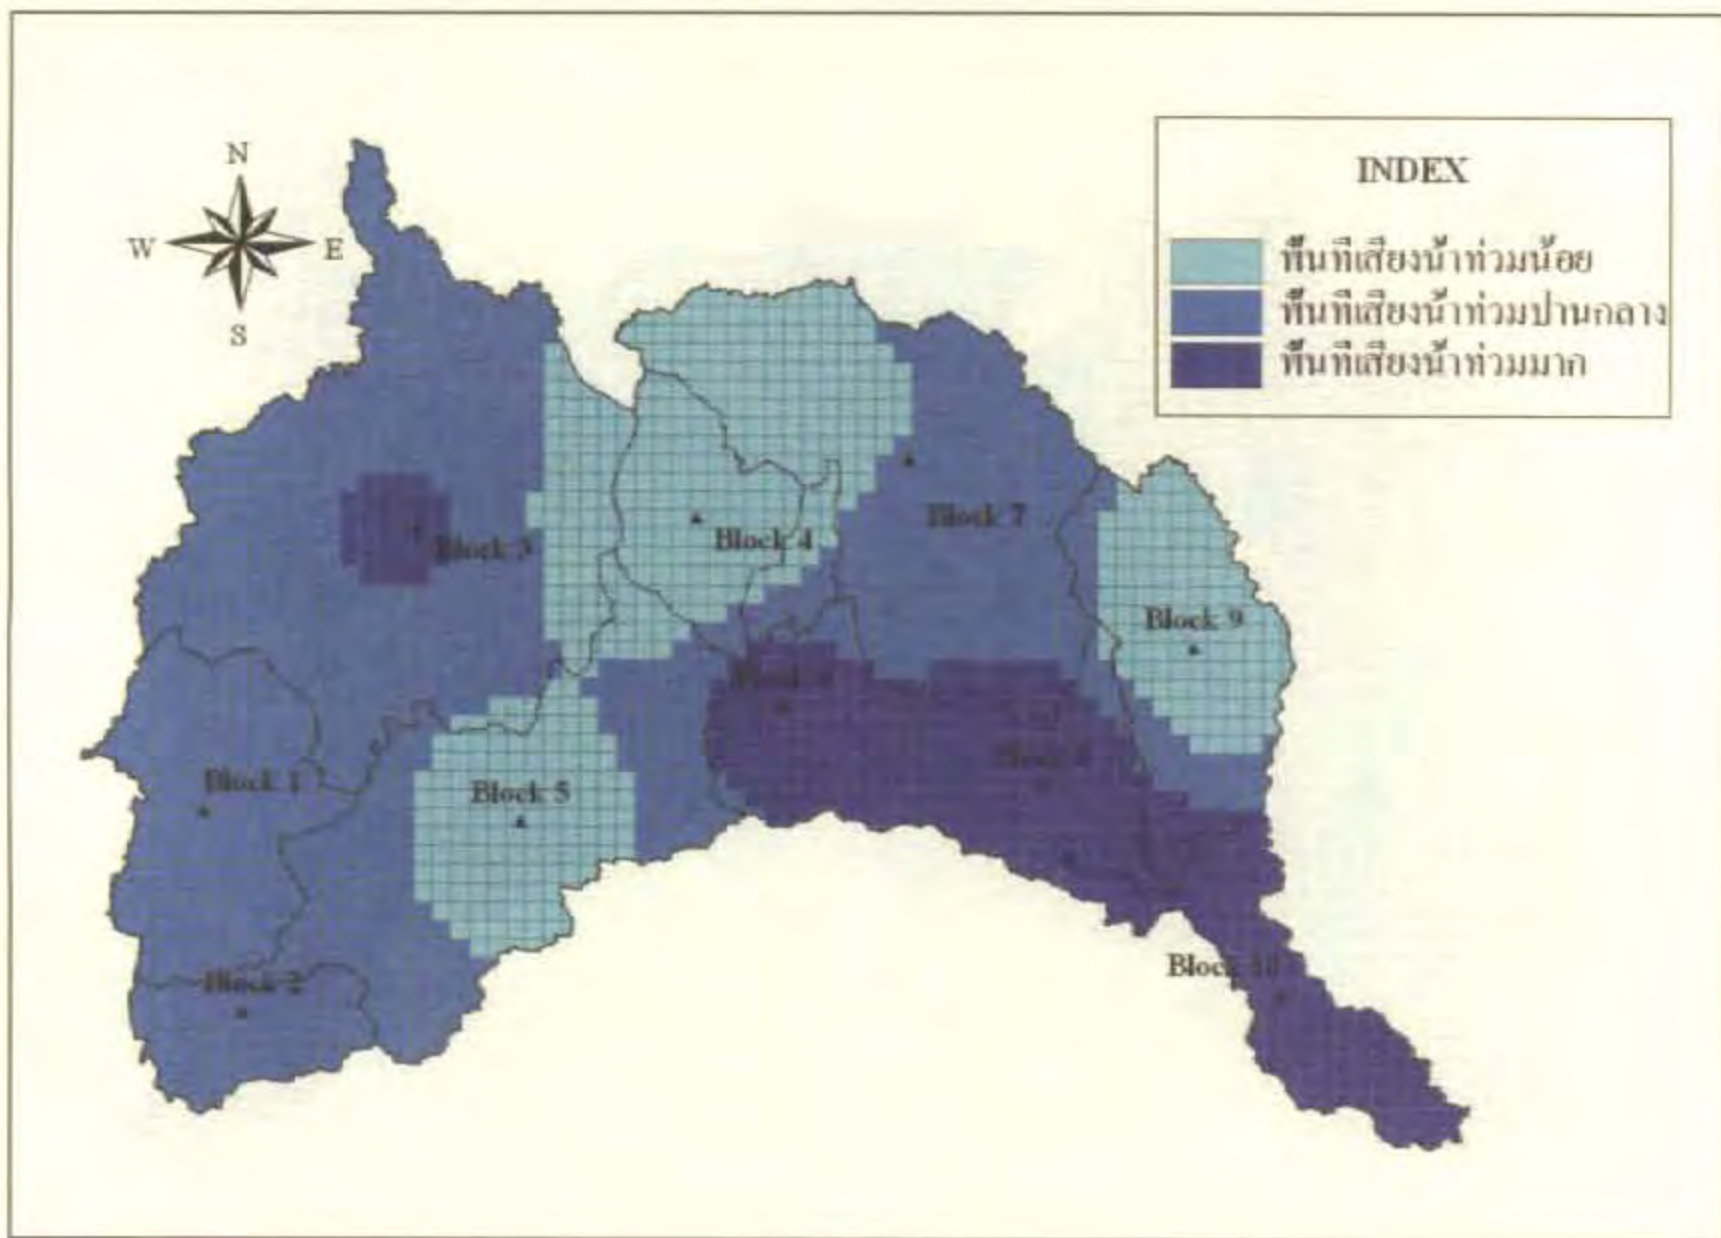 N
W E
S
INDEX
พื้นที่เสี่ยงน้ำท่วมน้อย
พื้นที่เสี่ยงน้ำท่วมปานกลาง
พื้นที่เสี่ยงน้ำท่วมมาก
Block 7
Block 3
Block 4
Block 9
Block
Block
Block 1
Block 5
Block 10
Block 2